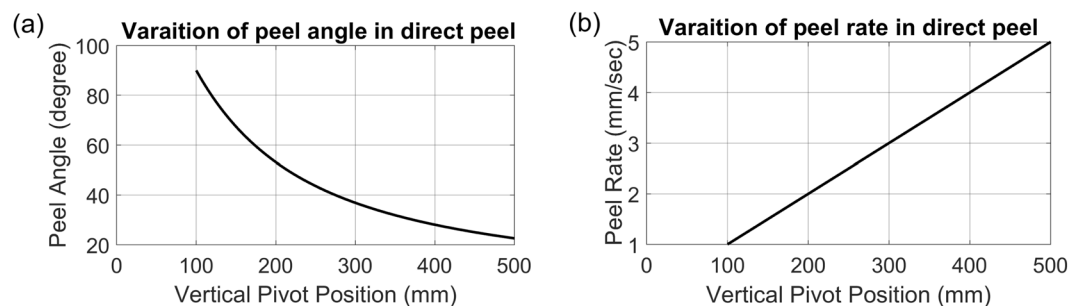 (a)
Varaition of peel angle in direct peel
100
80
60
40
20
Peel Angle (degree)
0 100 200 300 400 500
Vertical Pivot Position (mm)
(b)
Varaition of peel rate in direct peel
5
4
3
2
1
Peel Rate (mm/sec)
0 100 200 300 400 500
Vertical Pivot Position (mm)